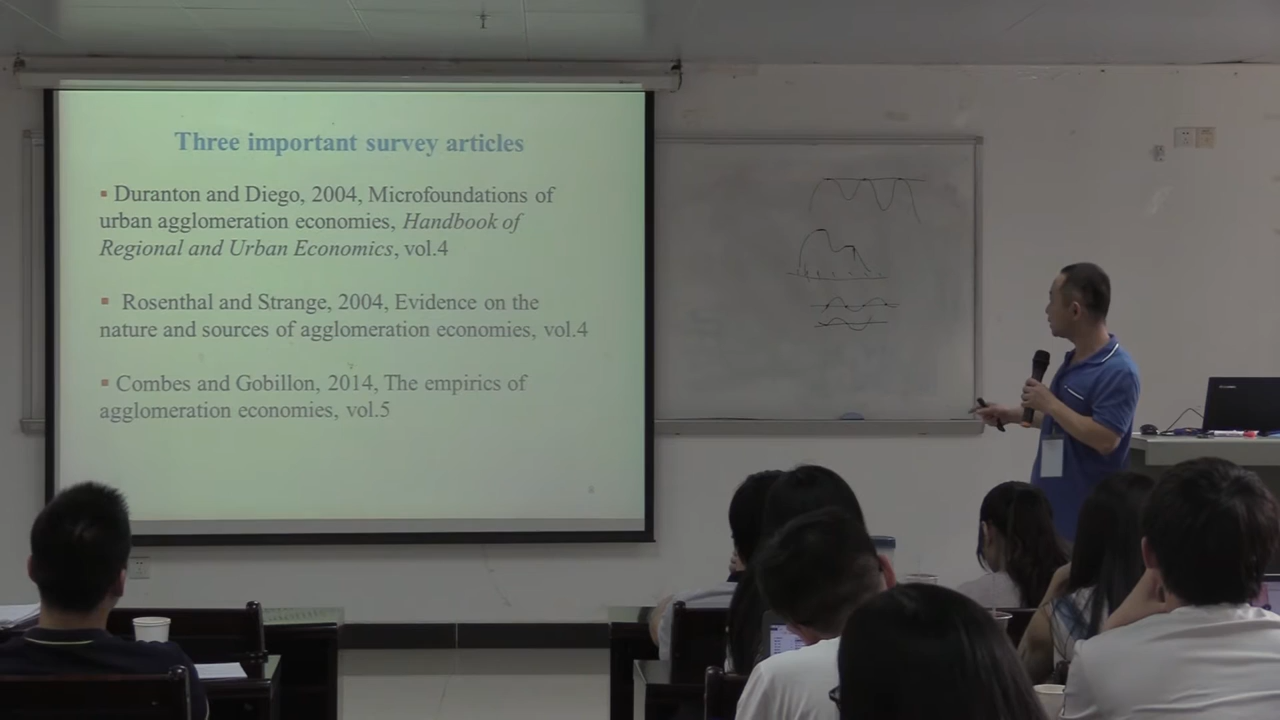 Three important survey articles
▪ Duranton and Diego, 2004, Microfoundations of
urban agglomeration economies, Handbook of
Regional and Urban Economics, vol.4
▪ Rosenthal and Strange, 2004, Evidence on the
nature and sources of agglomeration economies, vol.4
▪ Combes and Gobillon, 2014, The empirics of
agglomeration economies, vol.5